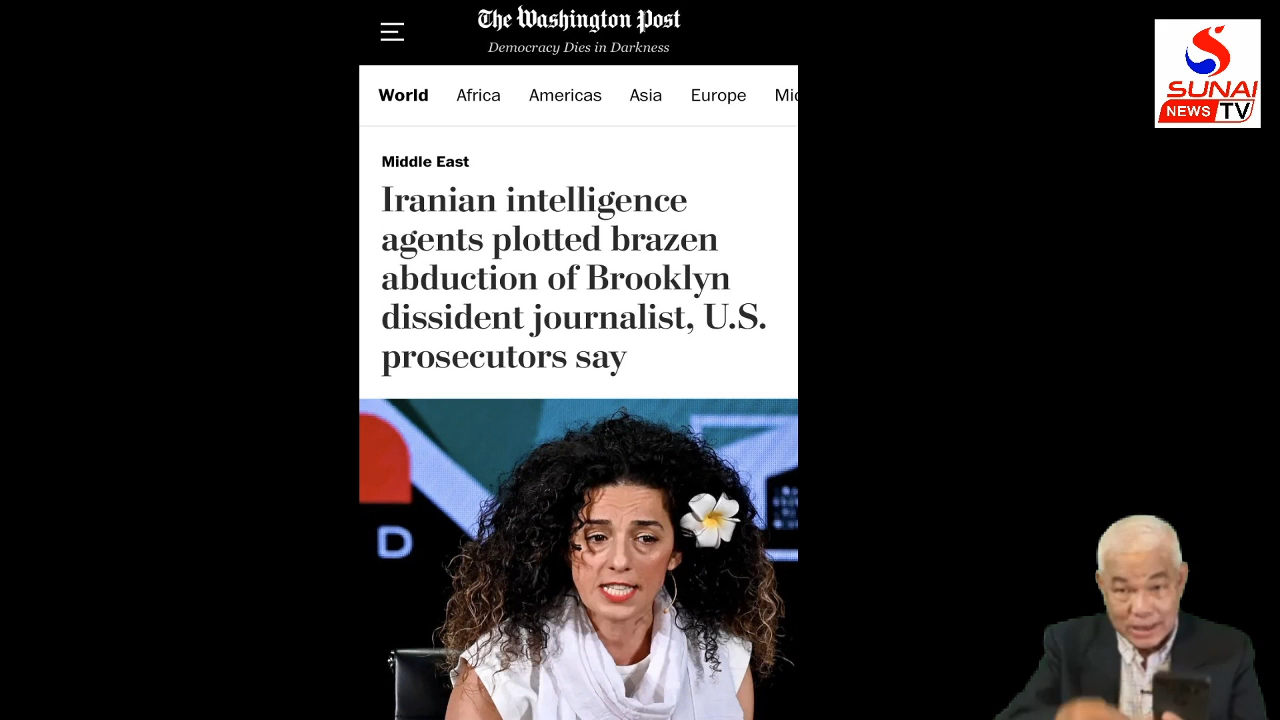 The Washington Post
Democracy Dies in Darkness
World Africa Americas Asia Europe Mid
Middle East
Iranian intelligence
agents plotted brazen
abduction of Brooklyn
dissident journalist, U.S.
prosecutors say
D
SUNAI
NEWS TV